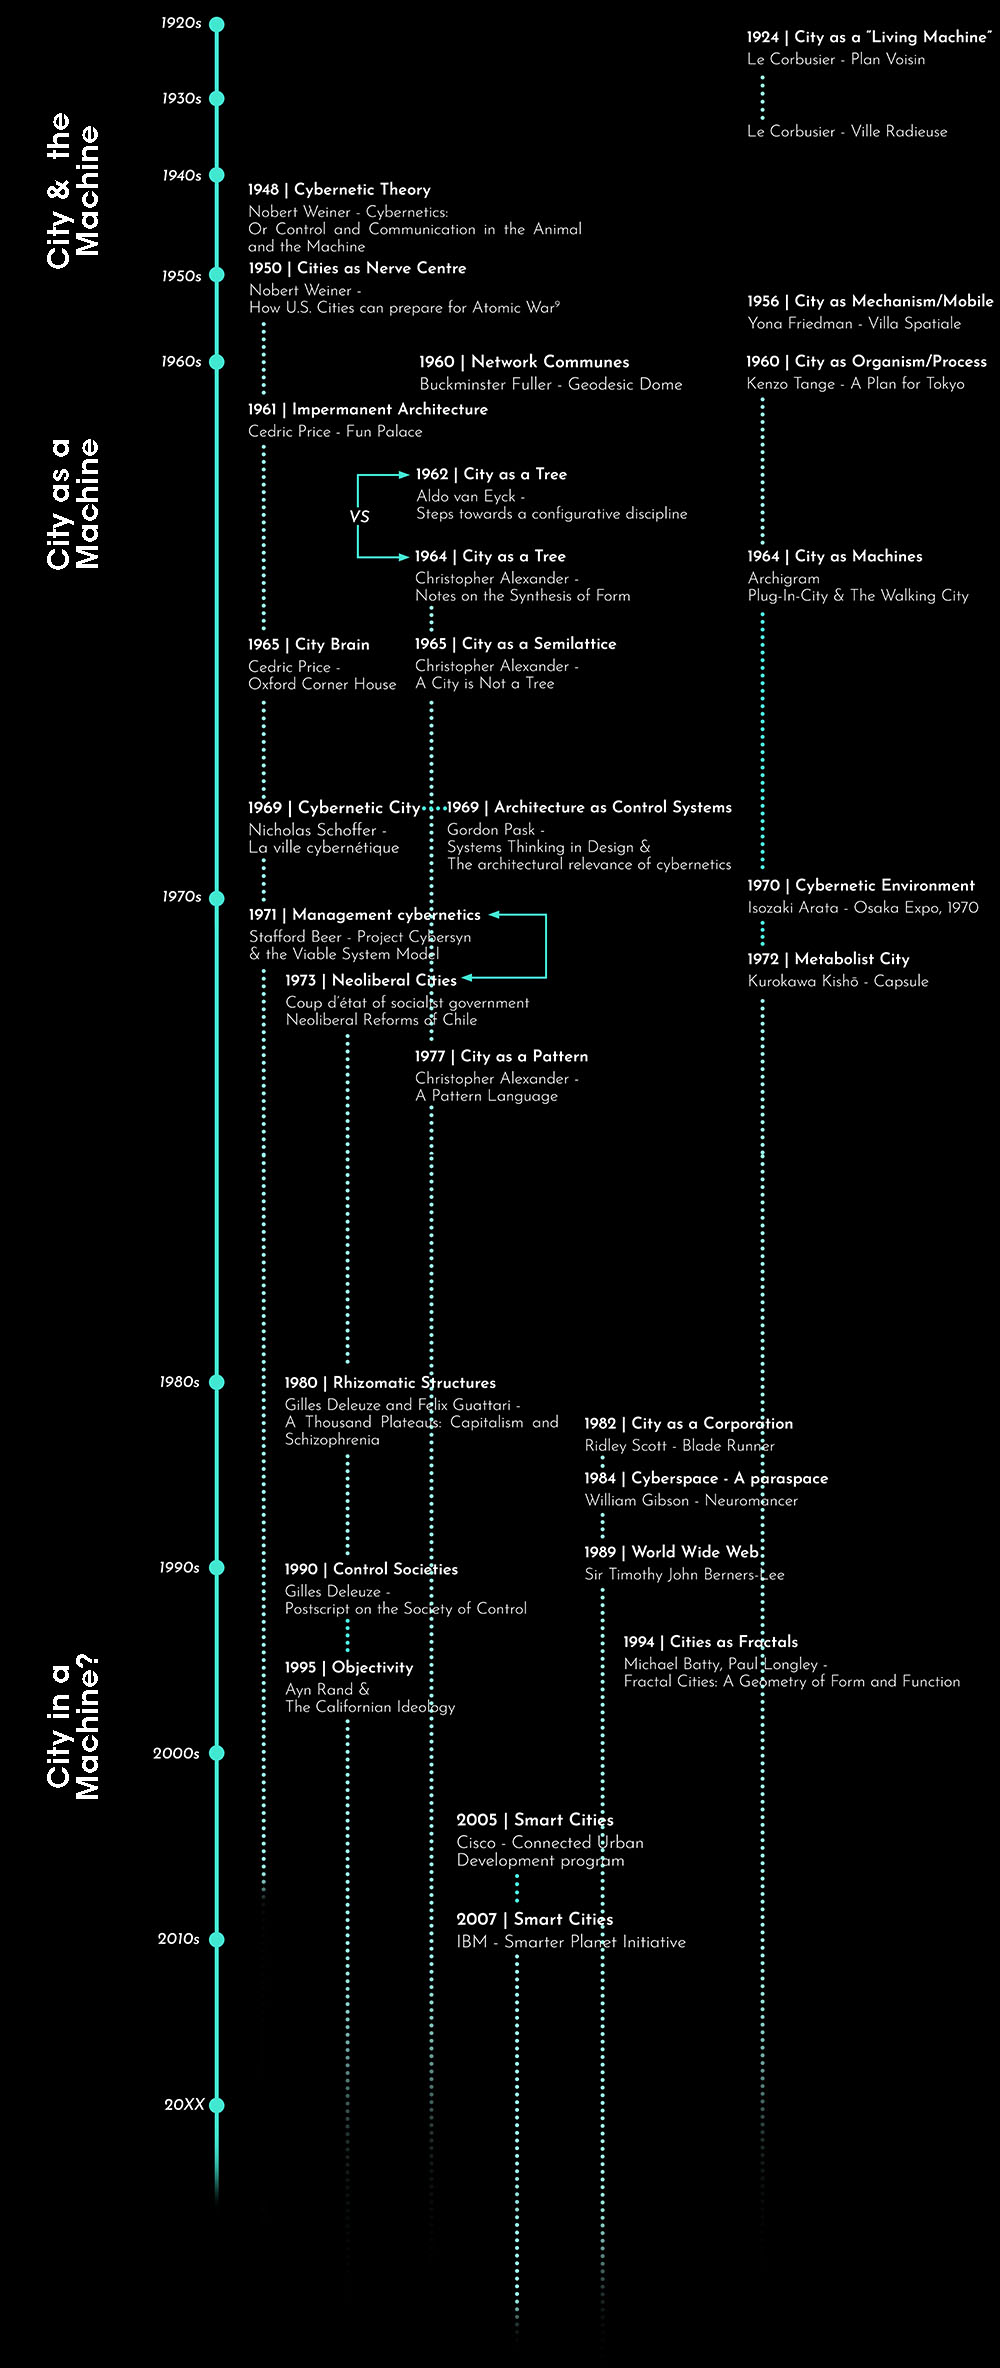 1920s
1924 | City as a "Living Machine"
Le Corbusier - Plan Voisin
1930s
Le Corbusier - Ville Radieuse
City & the
Machine
1940s
1948 | Cybernetic Theory
Nobert Weiner - Cybernetics:
Or Control and Communication in the Animal
and the Machine
1950s
1950 | Cities as Nerve Centre
Nobert Weiner -
How U.S. Cities can prepare for Atomic War⁹
1956 | City as Mechanism/Mobile
Yona Friedman - Villa Spatiale
1960s
1960 | Network Communes
Buckminster Fuller - Geodesic Dome
1960 | City as Organism/Process
Kenzo Tange - A Plan for Tokyo
1961 | Impermanent Architecture
Cedric Price - Fun Palace
City as a
Machine
1962 | City as a Tree
Aldo van Eyck -
Steps towards a configurative discipline
VS
1964 | City as a Tree
Christopher Alexander -
Notes on the Synthesis of Form
1964 | City as Machines
Archigram
Plug-In-City & The Walking City
1965 | City Brain
Cedric Price -
Oxford Corner House
1965 | City as a Semilattice
Christopher Alexander -
A City is Not a Tree
1969 | Cybernetic City
Nicholas Schoffer -
La ville cybernétique
1969 | Architecture as Control Systems
Gordon Pask -
Systems Thinking in Design &
The architectural relevance of cybernetics
1970s
1970 | Cybernetic Environment
Isozaki Arata - Osaka Expo, 1970
1971 | Management cybernetics
Stafford Beer - Project Cybersyn
& the Viable System Model
1972 | Metabolist City
Kurokawa Kishō - Capsule
1973 | Neoliberal Cities
Coup d'état of socialist government
Neoliberal Reforms of Chile
1977 | City as a Pattern
Christopher Alexander -
A Pattern Language
1980s
1980 | Rhizomatic Structures
Gilles Deleuze and Felix Guattari -
A Thousand Plateaus: Capitalism and
Schizophrenia
1982 | City as a Corporation
Ridley Scott - Blade Runner
1984 | Cyberspace - A paraspace
William Gibson - Neuromancer
1989 | World Wide Web
Sir Timothy John Berners-Lee
1990s
1990 | Control Societies
Gilles Deleuze -
Postscript on the Society of Control
1994 | Cities as Fractals
Michael Batty, Paul Longley -
Fractal Cities: A Geometry of Form and Function
1995 | Objectivity
Ayn Rand &
The Californian Ideology
City in a
Machine?
2000s
2005 | Smart Cities
Cisco - Connected Urban
Development program
2007 | Smart Cities
IBM - Smarter Planet Initiative
2010s
20XX